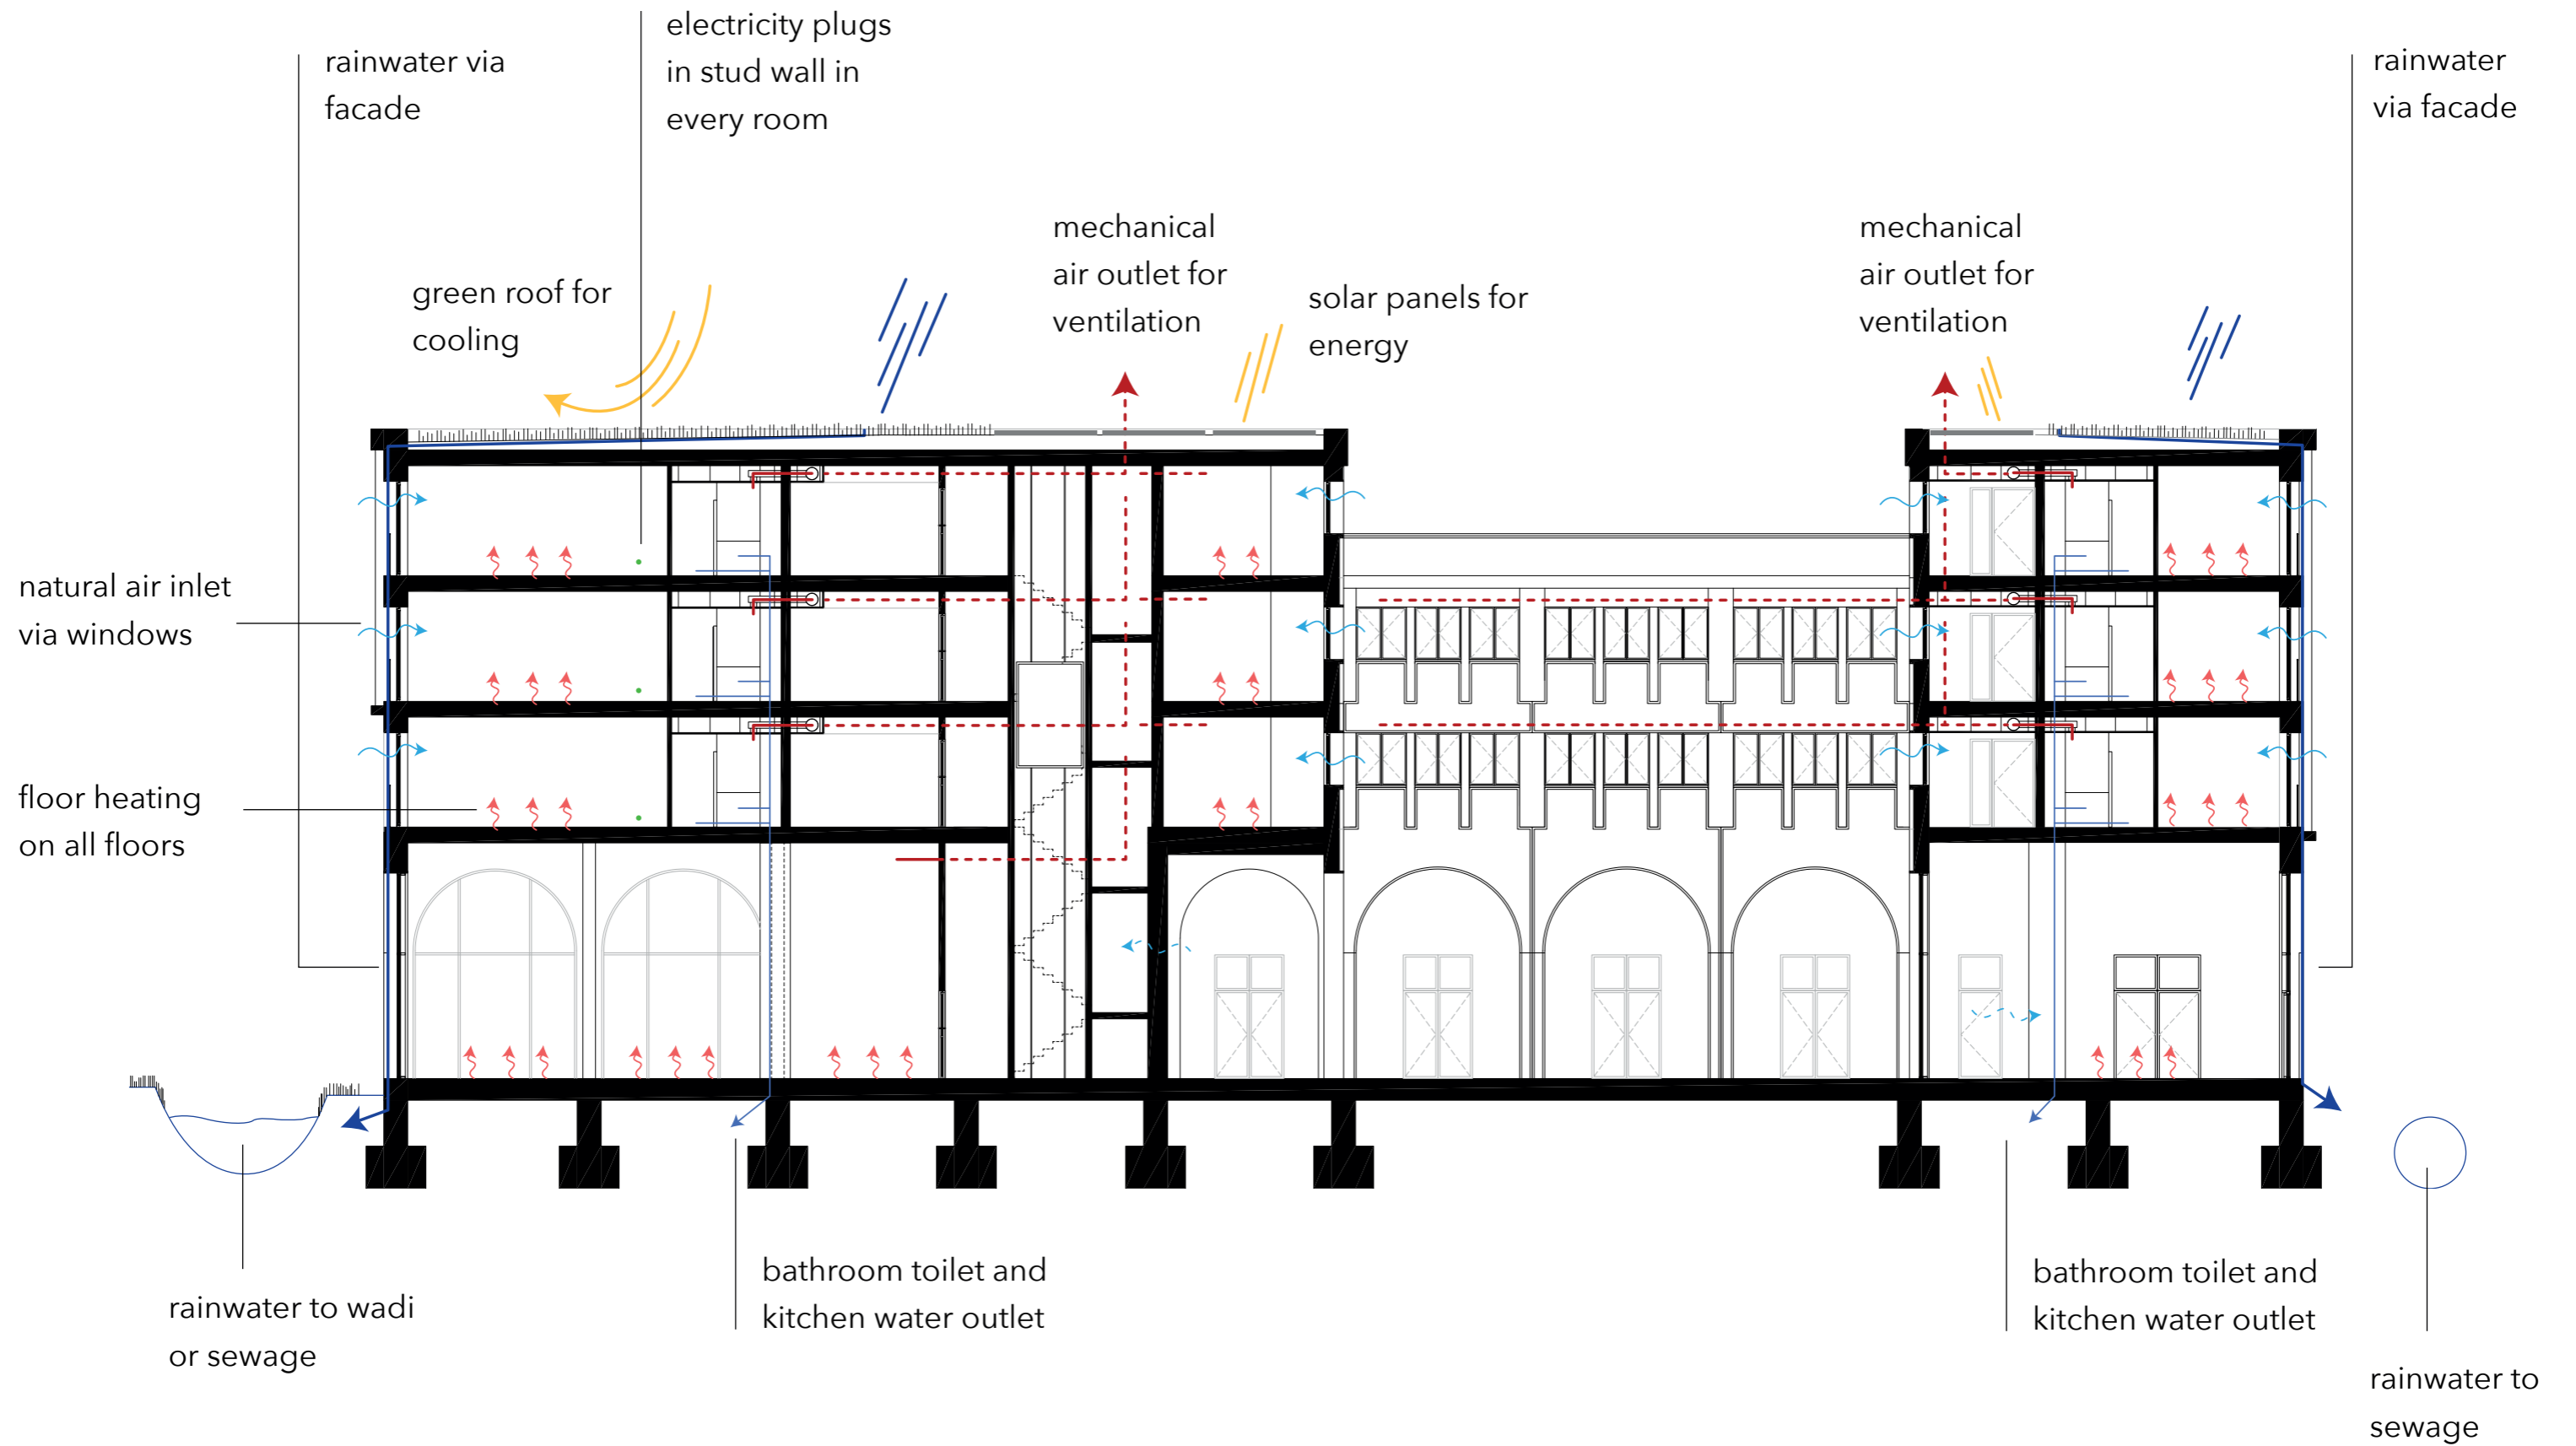 electricity plugs
in stud wall in
every room
rainwater via
facade
rainwater
via facade
mechanical
air outlet for
ventilation
mechanical
air outlet for
ventilation
green roof for
cooling
solar panels for
energy
natural air inlet
via windows
floor heating
on all floors
bathroom toilet and
kitchen water outlet
bathroom toilet and
kitchen water outlet
rainwater to wadi
or sewage
rainwater to
sewage